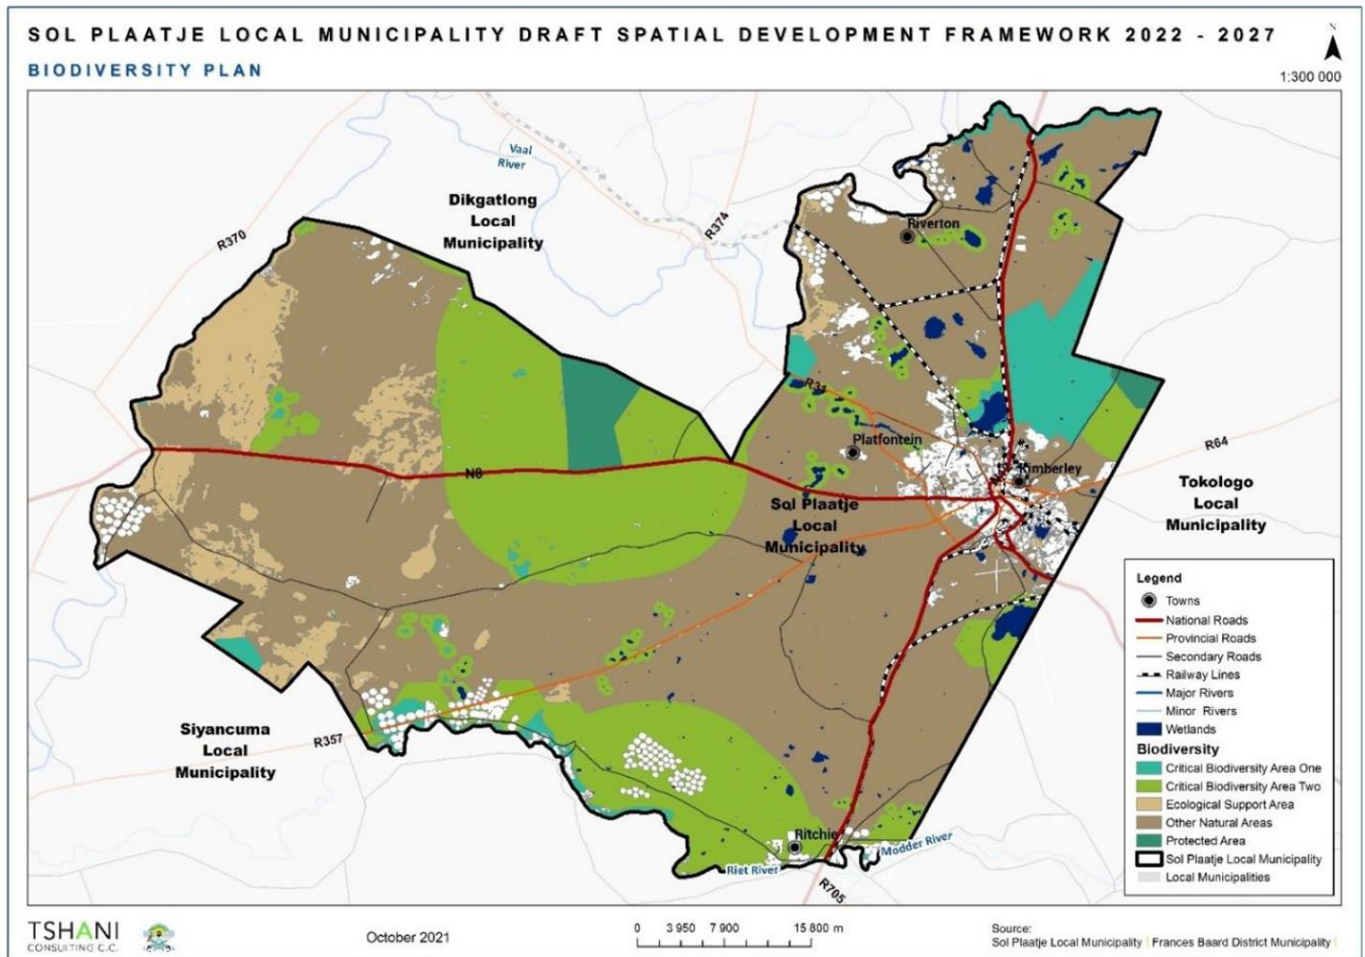 SOL PLAATJE LOCAL MUNICIPALITY DRAFT SPATIAL DEVELOPMENT FRAMEWORK 2022 - 2027
BIODIVERSITY PLAN
N
1:300 000
Vaal
River
Dikgatlong
Local
Municipality
R370
R374
Riverton
R31
Platfontein
Kimberley
R64
N8
Sol Plaatje
Local
Municipality
Tokologo
Local
Municipality
Siyancuma
Local
Municipality
R357
Ritchie
Riet River
Modder River
R705
Legend
Towns
National Roads
Provincial Roads
Secondary Roads
Railway Lines
Major Rivers
Minor Rivers
Wetlands
Biodiversity
Critical Biodiversity Area One
Critical Biodiversity Area Two
Ecological Support Area
Other Natural Areas
Protected Area
Sol Plaatje Local Municipality
Local Municipalities
TSHANI
CONSULTING C.C.
October 2021
0 3 950 7 900 15 800 m
Source:
Sol Plaatje Local Municipality | Frances Baard District Municipality |